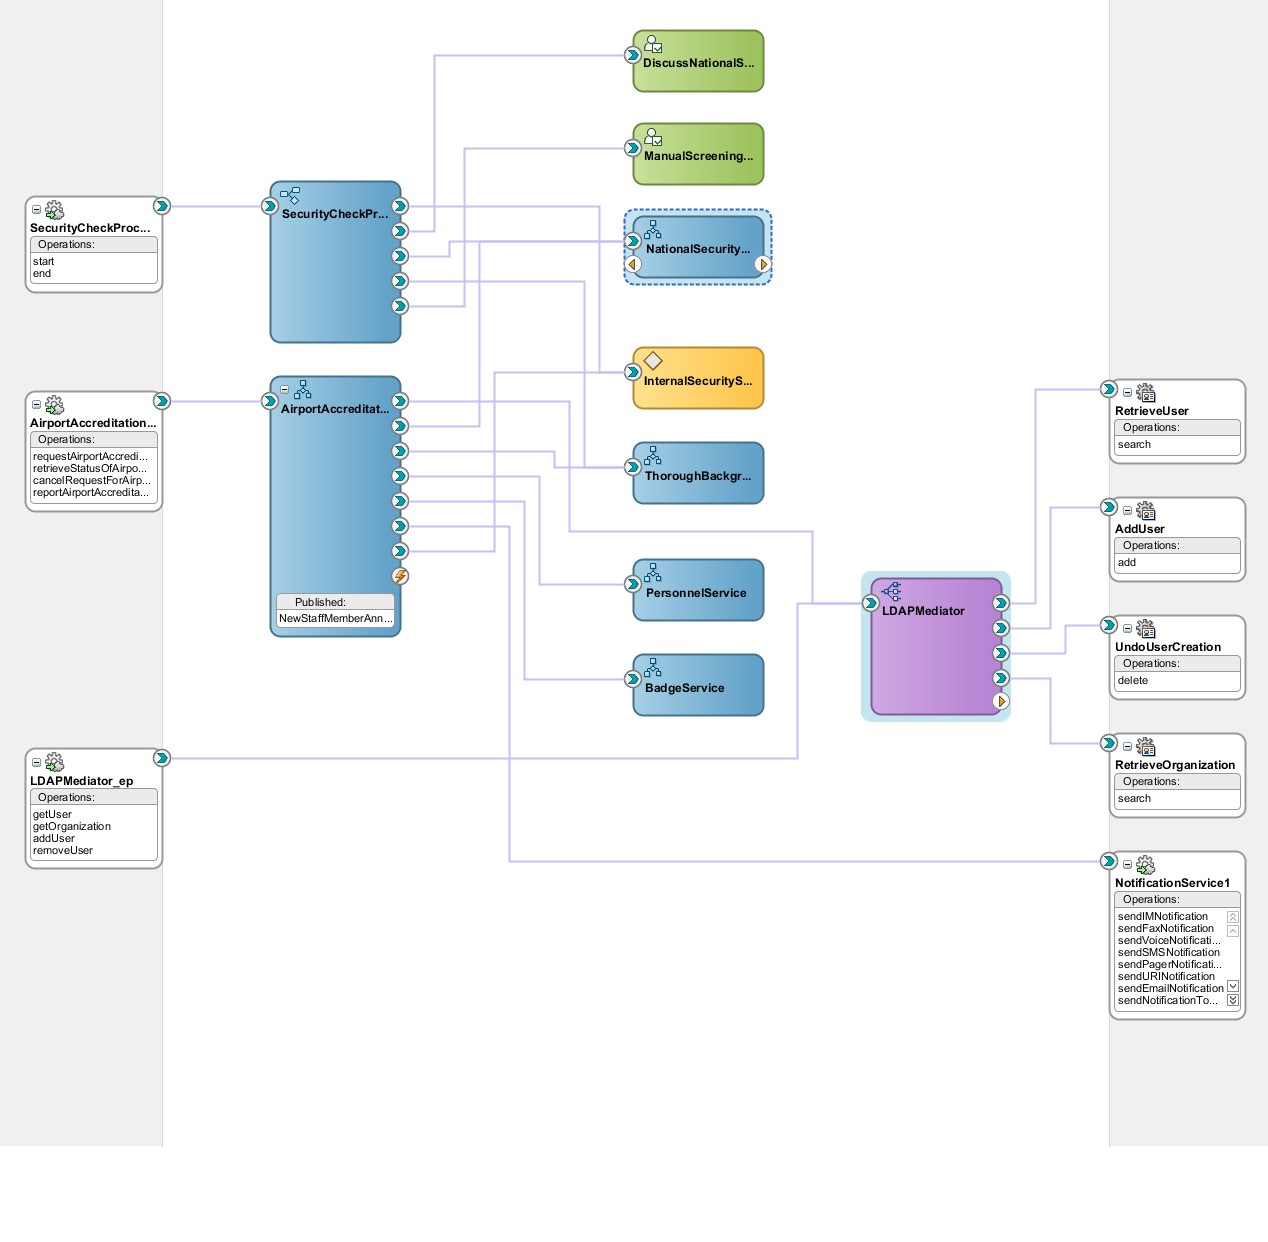 DiscussNationalS...
ManualScreening...
SecurityCheckProc...
Operations:
start
end
SecurityCheckPr...
NationalSecurity...
InternalSecurityS...
AirportAccreditation...
Operations:
requestAirportAccredi...
retrieveStatusOfAirpo...
cancelRequestForAirp...
reportAirportAccredita...
AirportAccreditat...
Published:
NewStaffMemberAnn...
ThoroughBackgr...
PersonnelService
BadgeService
LDAPMediator
LDAPMediator_ep
Operations:
getUser
getOrganization
addUser
removeUser
RetrieveUser
Operations:
search
AddUser
Operations:
add
UndoUserCreation
Operations:
delete
RetrieveOrganization
Operations:
search
NotificationService1
Operations:
sendIMNotification
sendFaxNotification
sendVoiceNotificati...
sendSMSNotification
sendPagerNotificati...
sendURINotification
sendEmailNotification
sendNotificationTo...